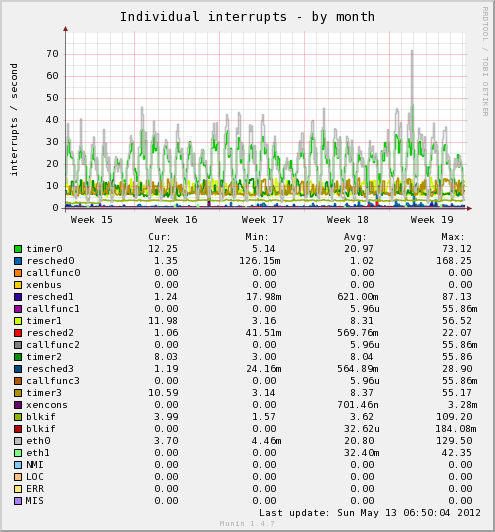 Individual interrupts - by month
RRDTOOL / TOBI OETIKER
interrupts / second
70
60
50
40
30
20
10
0
Week 15 Week 16 Week 17 Week 18 Week 19
Cur: Min: Avg: Max:
timer0 12.25 5.14 20.97 73.12
resched0 1.35 126.15m 1.02 168.25
callfunc0 0.00 0.00 0.00 0.00
xenbus 0.00 0.00 0.00 0.00
resched1 1.24 17.98m 621.00m 87.13
callfunc1 0.00 0.00 5.96u 55.86m
timer1 11.98 3.16 8.31 56.52
resched2 1.06 41.51m 569.76m 22.07
callfunc2 0.00 0.00 5.96u 55.86m
timer2 8.03 3.00 8.04 55.86
resched3 1.19 24.16m 564.89m 28.90
callfunc3 0.00 0.00 5.96u 55.86m
timer3 10.59 3.14 8.37 55.17
xencons 0.00 0.00 701.46n 3.28m
blkif 3.99 1.57 3.62 109.20
blkif 0.00 0.00 32.62u 184.08m
eth0 3.70 4.46m 20.80 129.50
eth1 0.00 0.00 32.40m 42.35
NMI 0.00 0.00 0.00 0.00
LOC 0.00 0.00 0.00 0.00
ERR 0.00 0.00 0.00 0.00
MIS 0.00 0.00 0.00 0.00
Last update: Sun May 13 06:50:04 2012
Munin 1.4.7